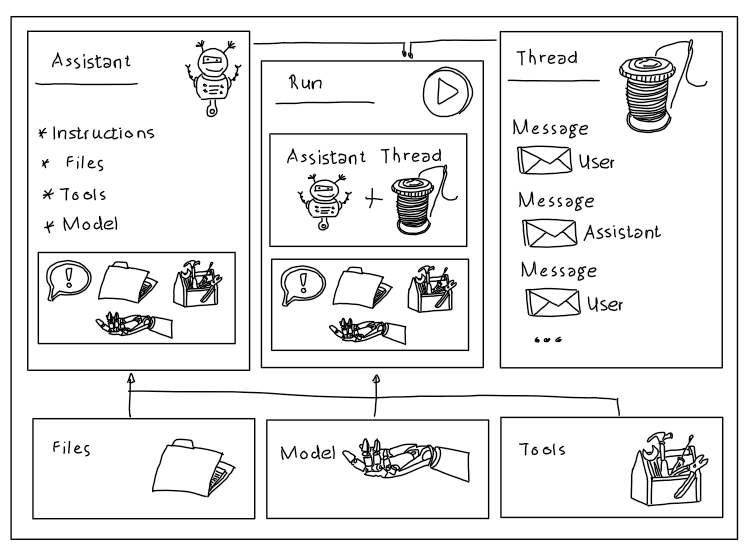 Assistant
* Instructions
* Files
* Tools
* Model
!
Run
Assistant Thread
+
!
Thread
Message
User
Message
Assistant
Message
User
...
Files
Model
Tools